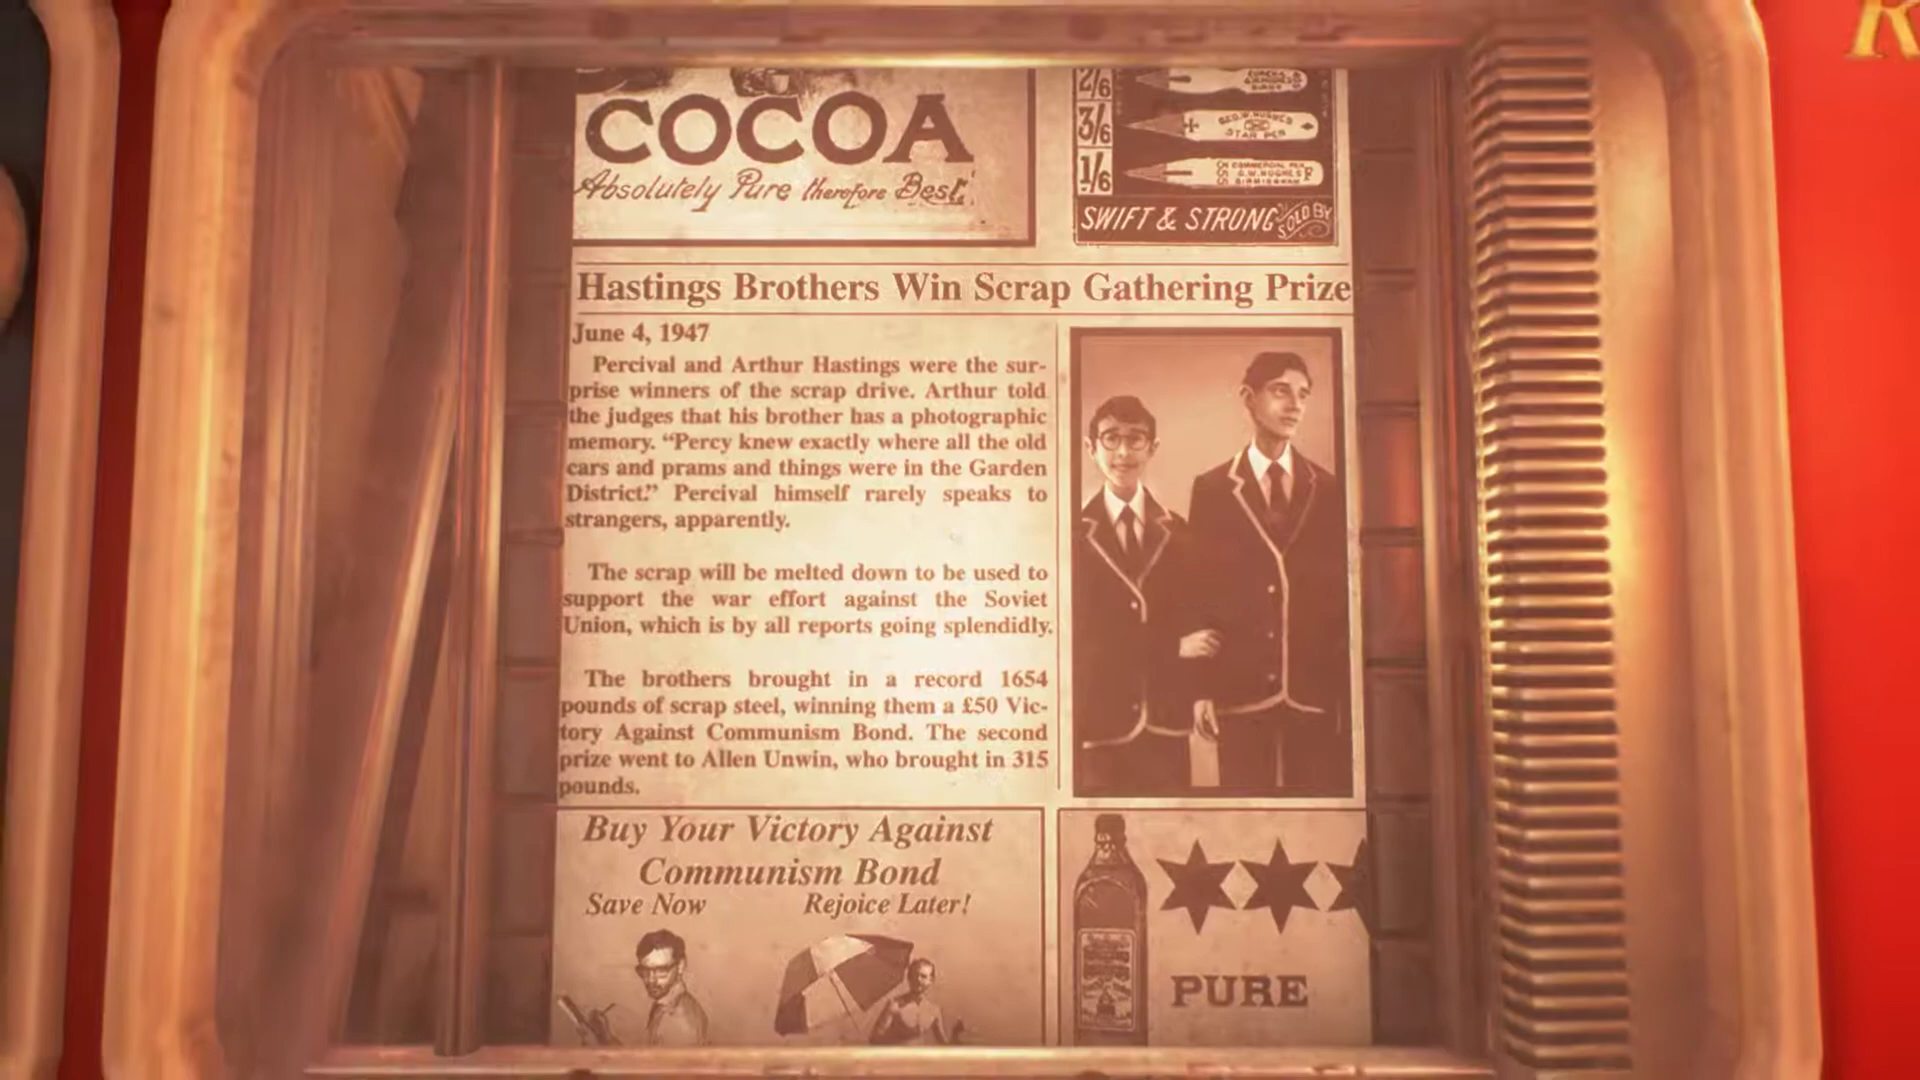 COCOA
Absolutely Pure therefore Best.
2/6
3/6
STAR PEN
1/6
COMMERCIAL PEN
G.W. HUGHES
BIRMINGHAM
SWIFT & STRONG SOLD BY
Hastings Brothers Win Scrap Gathering Prize
June 4, 1947
Percival and Arthur Hastings were the sur-
prise winners of the scrap drive. Arthur told
the judges that his brother has a photographic
memory. “Percy knew exactly where all the old
cars and prams and things were in the Garden
District.” Percival himself rarely speaks to
strangers, apparently.
The scrap will be melted down to be used to
support the war effort against the Soviet
Union, which is by all reports going splendidly.
The brothers brought in a record 1654
pounds of scrap steel, winning them a £50 Vic-
tory Against Communism Bond. The second
prize went to Allen Unwin, who brought in 315
pounds.
Buy Your Victory Against
Communism Bond
Save Now Rejoice Later!
PURE
R